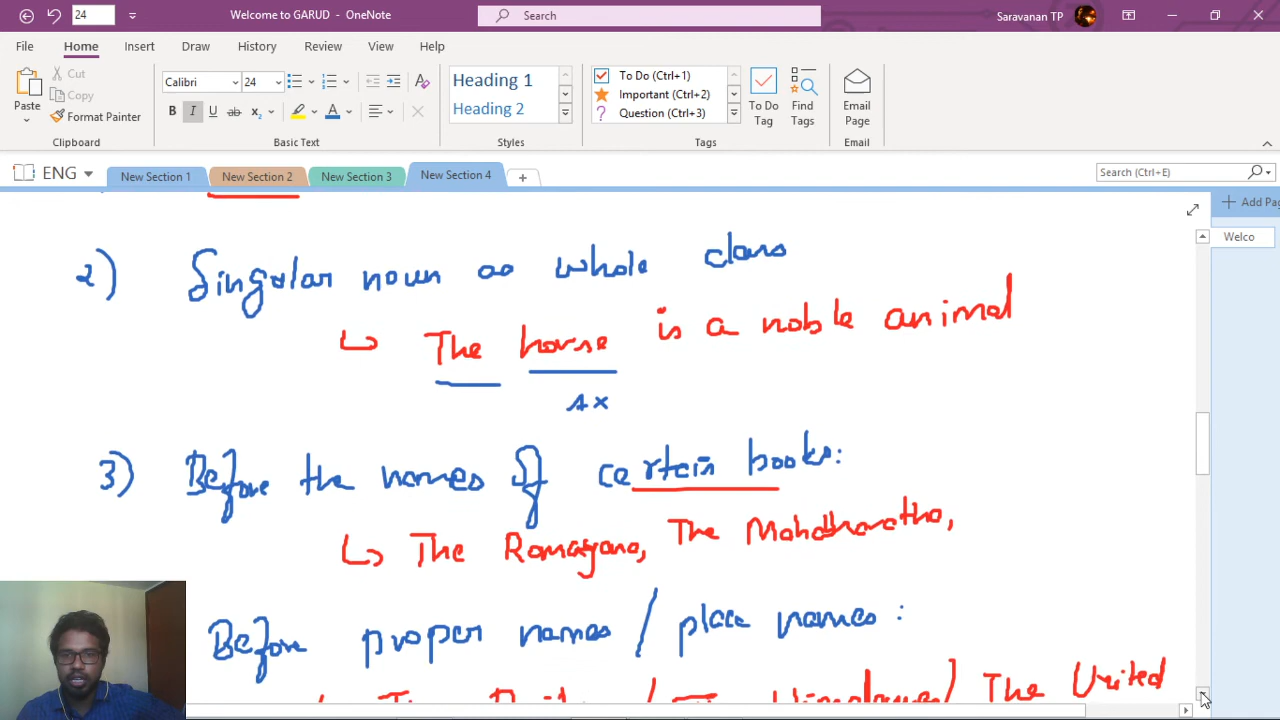 24
Welcome to GARUD - OneNote
Search
Saravanan TP
File Home Insert Draw History Review View Help
Paste
Cut
Copy
Format Painter
Clipboard
Calibri 24
B I U ab x
A
Basic Text
Heading 1
Heading 2
Styles
To Do (Ctrl+1)
Important (Ctrl+2)
Question (Ctrl+3)
To Do Tag
Find Tags
Tags
Email Page
Email
ENG
New Section 1 New Section 2 New Section 3 New Section 4
Search (Ctrl+E)
Add Pag
Welco
2) Singular noun as whole class
The horse is a noble animal
AX
3) Before the names of certain books:
The Ramayana, The Mahabharatha,
Before proper names / place names:
Himalayas / The United